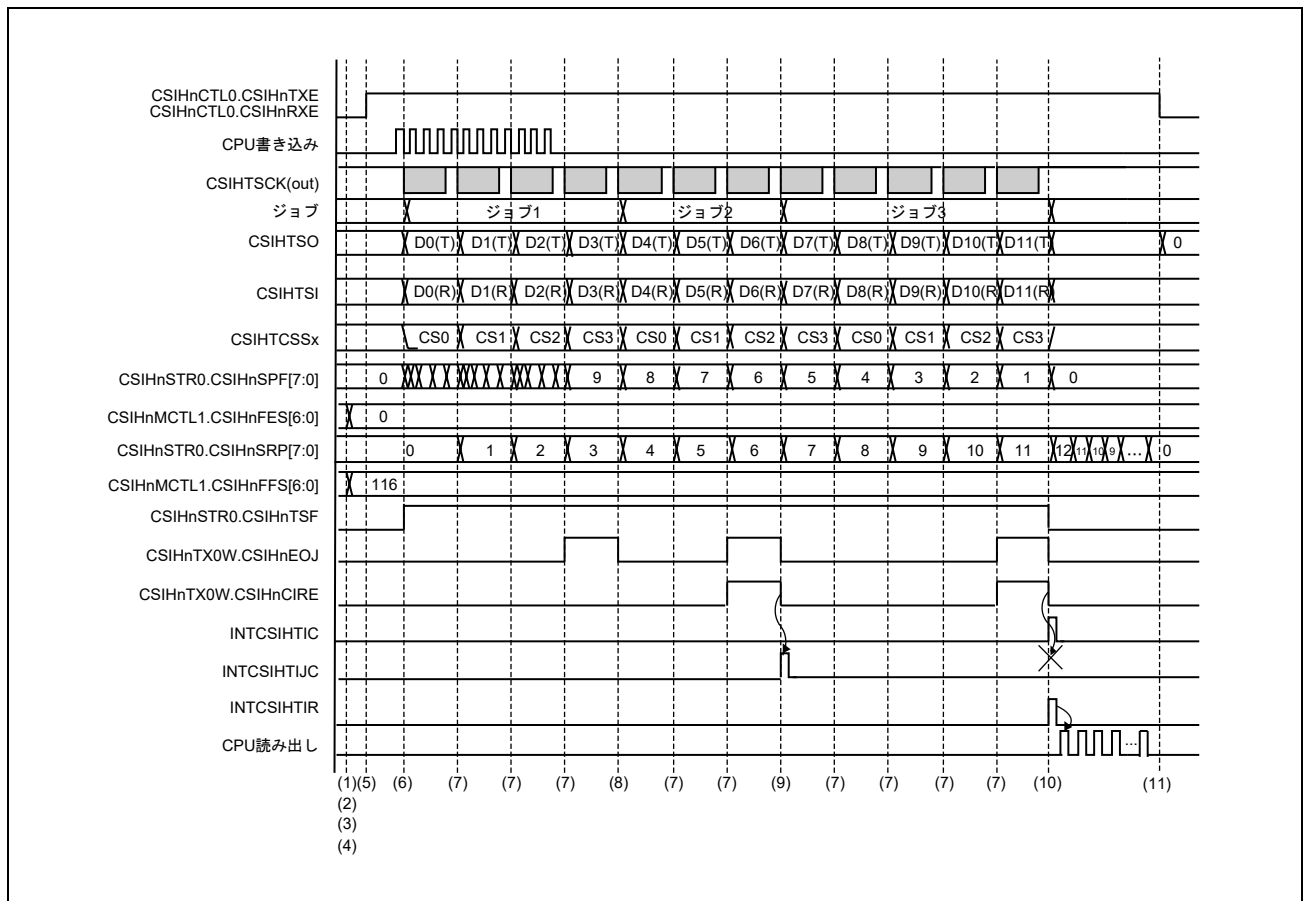 CSIHnCTL0.CSIHnTXE
CSIHnCTL0.CSIHnRXE
CPU書き込み
CSIHTSCK(out)
ジョブ ジョブ1 ジョブ2 ジョブ3
CSIHTSO D0(T) D1(T) D2(T) D3(T) D4(T) D5(T) D6(T) D7(T) D8(T) D9(T) D10(T D11(T 0
CSIHTSI D0(R) D1(R) D2(R) D3(R) D4(R) D5(R) D6(R) D7(R) D8(R) D9(R) D10(R D11(R
CSIHTCSSx CS0 CS1 CS2 CS3 CS0 CS1 CS2 CS3 CS0 CS1 CS2 CS3
CSIHnSTR0.CSIHnSPF[7:0] 0 9 8 7 6 5 4 3 2 1 0
CSIHnMCTL1.CSIHnFES[6:0] 0
CSIHnSTR0.CSIHnSRP[7:0] 0 1 2 3 4 5 6 7 8 9 10 11 12 11 10 9 ... 0
CSIHnMCTL1.CSIHnFFS[6:0] 116
CSIHnSTR0.CSIHnTSF
CSIHnTX0W.CSIHnEOJ
CSIHnTX0W.CSIHnCIRE
INTCSIHTIC
INTCSIHTIJC
INTCSIHTIR
CPU読み出し ...
(1)(5) (6) (7) (7) (7) (8) (7) (7) (9) (7) (7) (7) (7) (10) (11)
(2)
(3)
(4)